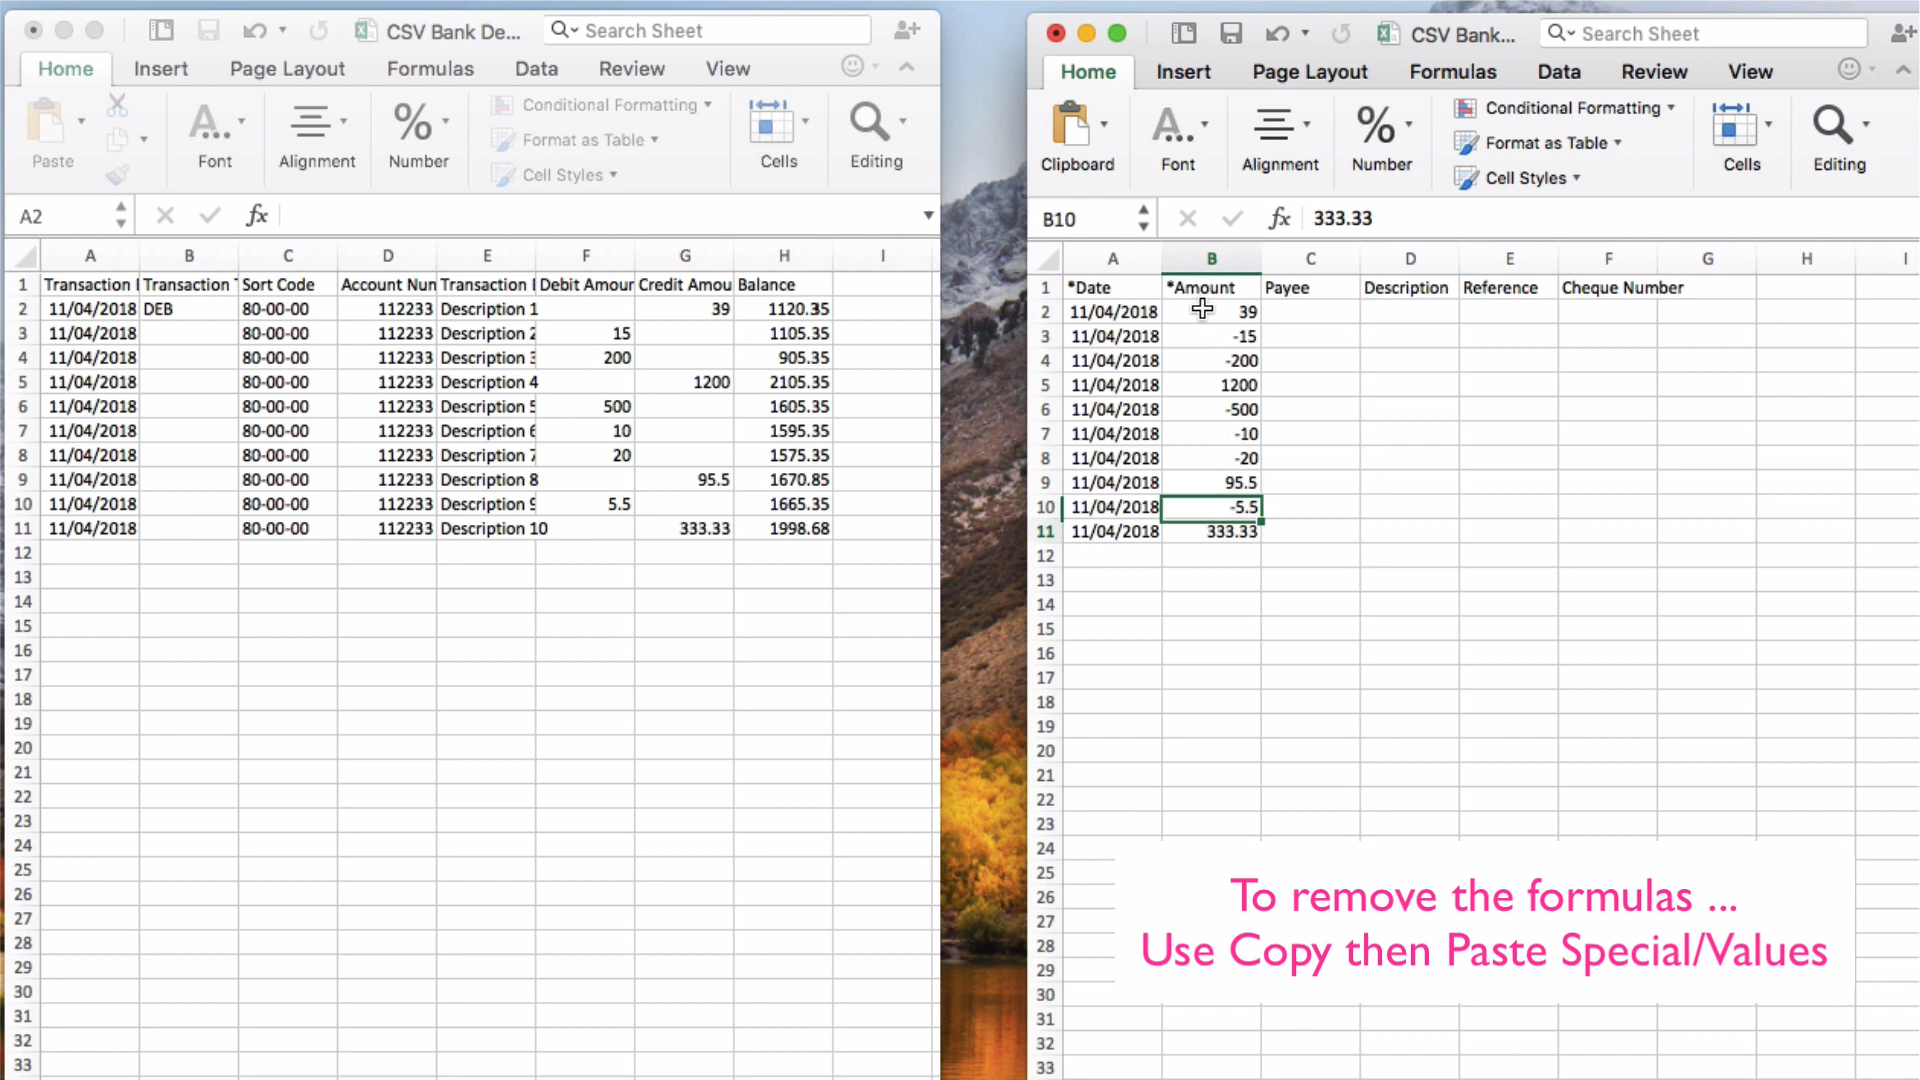 CSV Bank De...
Search Sheet
Home Insert Page Layout Formulas Data Review View
Paste
Font
Alignment
Number
Conditional Formatting
Format as Table
Cell Styles
Cells
Editing
A2 fx
A B C D E F G H I
1 Transaction Transaction Sort Code Account Nun Transaction Debit Amour Credit Amou Balance
2 11/04/2018 DEB 80-00-00 112233 Description 1 39 1120.35
3 11/04/2018 80-00-00 112233 Description 2 15 1105.35
4 11/04/2018 80-00-00 112233 Description 3 200 905.35
5 11/04/2018 80-00-00 112233 Description 4 1200 2105.35
6 11/04/2018 80-00-00 112233 Description 5 500 1605.35
7 11/04/2018 80-00-00 112233 Description 6 10 1595.35
8 11/04/2018 80-00-00 112233 Description 7 20 1575.35
9 11/04/2018 80-00-00 112233 Description 8 95.5 1670.85
10 11/04/2018 80-00-00 112233 Description 9 5.5 1665.35
11 11/04/2018 80-00-00 112233 Description 10 333.33 1998.68
12
13
14
15
16
17
18
19
20
21
22
23
24
25
26
27
28
29
30
31
32
33
CSV Bank...
Search Sheet
Home Insert Page Layout Formulas Data Review View
Clipboard
Font
Alignment
Number
Conditional Formatting
Format as Table
Cell Styles
Cells
Editing
B10 fx 333.33
A B C D E F G H I
1 *Date *Amount Payee Description Reference Cheque Number
2 11/04/2018 39
3 11/04/2018 -15
4 11/04/2018 -200
5 11/04/2018 1200
6 11/04/2018 -500
7 11/04/2018 -10
8 11/04/2018 -20
9 11/04/2018 95.5
10 11/04/2018 -5.5
11 11/04/2018 333.33
12
13
14
15
16
17
18
19
20
21
22
23
24
25
26
27
28
29
30
31
32
33
To remove the formulas ...
Use Copy then Paste Special/Values